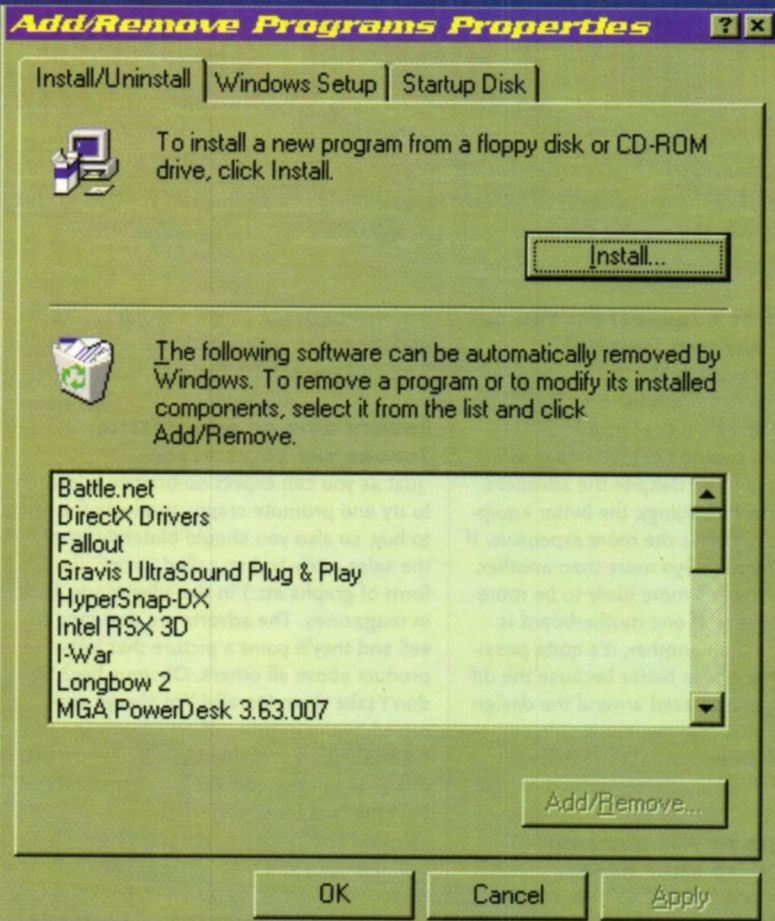 Add/Remove Programs Properties
Install/Uninstall
Windows Setup
Startup Disk
To install a new program from a floppy disk or CD-ROM
drive, click Install.
Install...
The following software can be automatically removed by
Windows. To remove a program or to modify its installed
components, select it from the list and click
Add/Remove.
Battle.net
DirectX Drivers
Fallout
Gravis UltraSound Plug & Play
HyperSnap-DX
Intel RSX 3D
I-War
Longbow 2
MGA PowerDesk 3.63.007
Add/Remove...
OK
Cancel
Apply